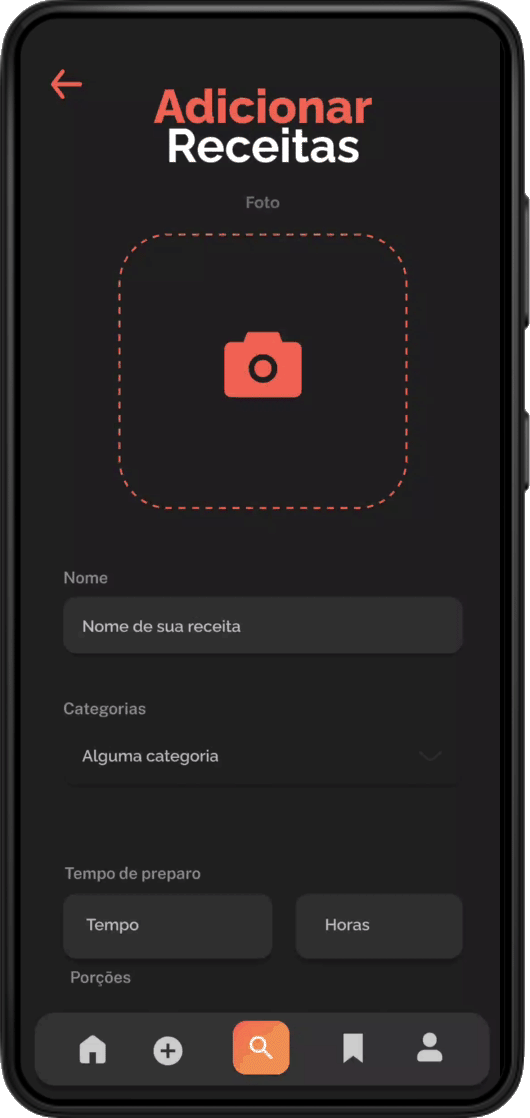 Adicionar
Receitas
Foto
Nome
Nome de sua receita
Categorias
Alguma categoria
Tempo de preparo
Tempo
Horas
Porções